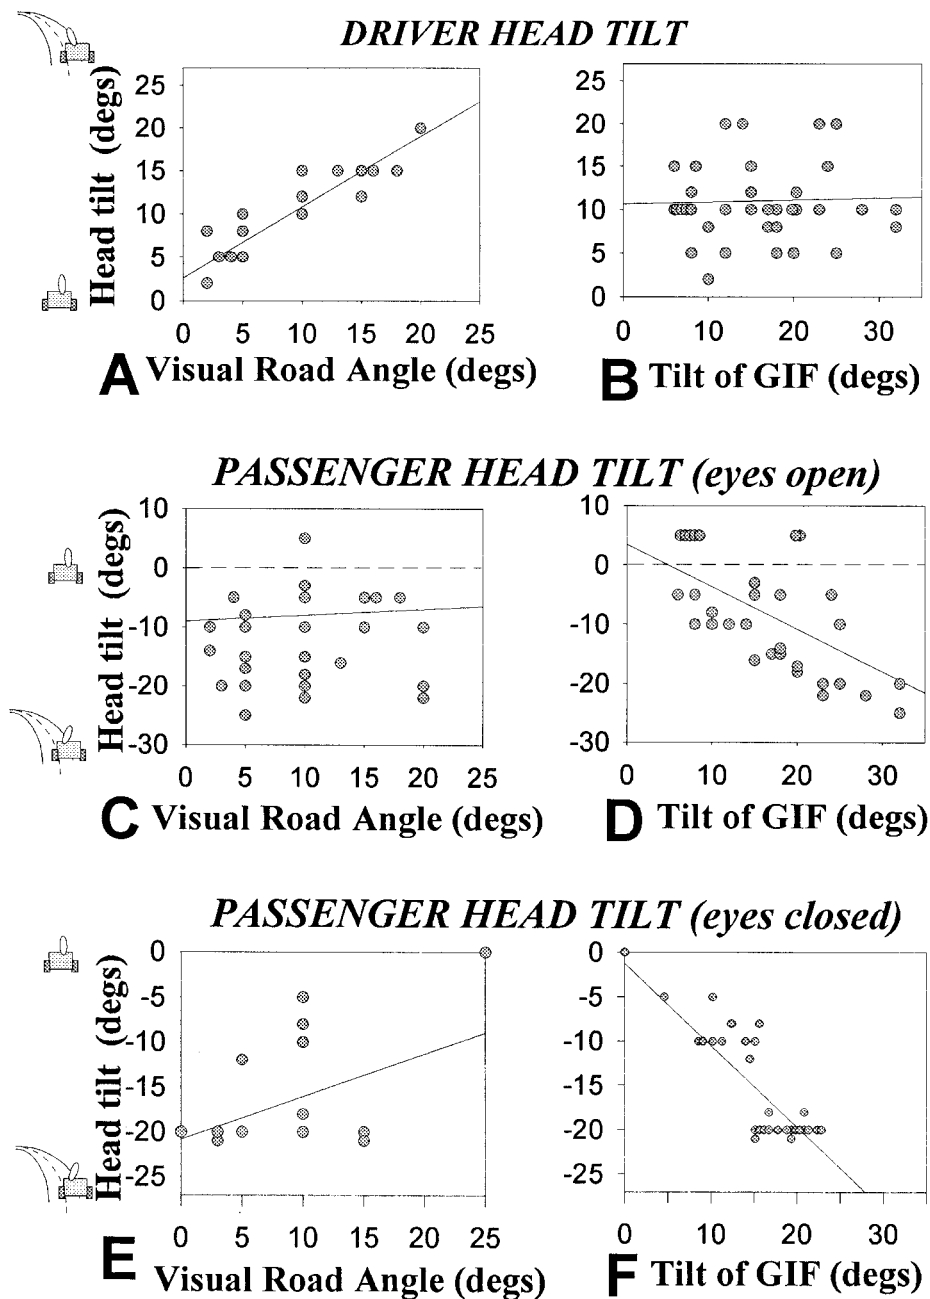 DRIVER HEAD TILT
Head tilt (degs)
25
20
15
10
5
0
0 5 10 15 20 25
A Visual Road Angle (degs)
25
20
15
10
5
0
0 10 20 30
B Tilt of GIF (degs)
PASSENGER HEAD TILT (eyes open)
Head tilt (degs)
10
0
-10
-20
-30
0 5 10 15 20 25
C Visual Road Angle (degs)
10
0
-10
-20
-30
0 10 20 30
D Tilt of GIF (degs)
PASSENGER HEAD TILT (eyes closed)
Head tilt (degs)
0
-5
-10
-15
-20
-25
0 5 10 15 20 25
E Visual Road Angle (degs)
0
-5
-10
-15
-20
-25
0 10 20 30
F Tilt of GIF (degs)